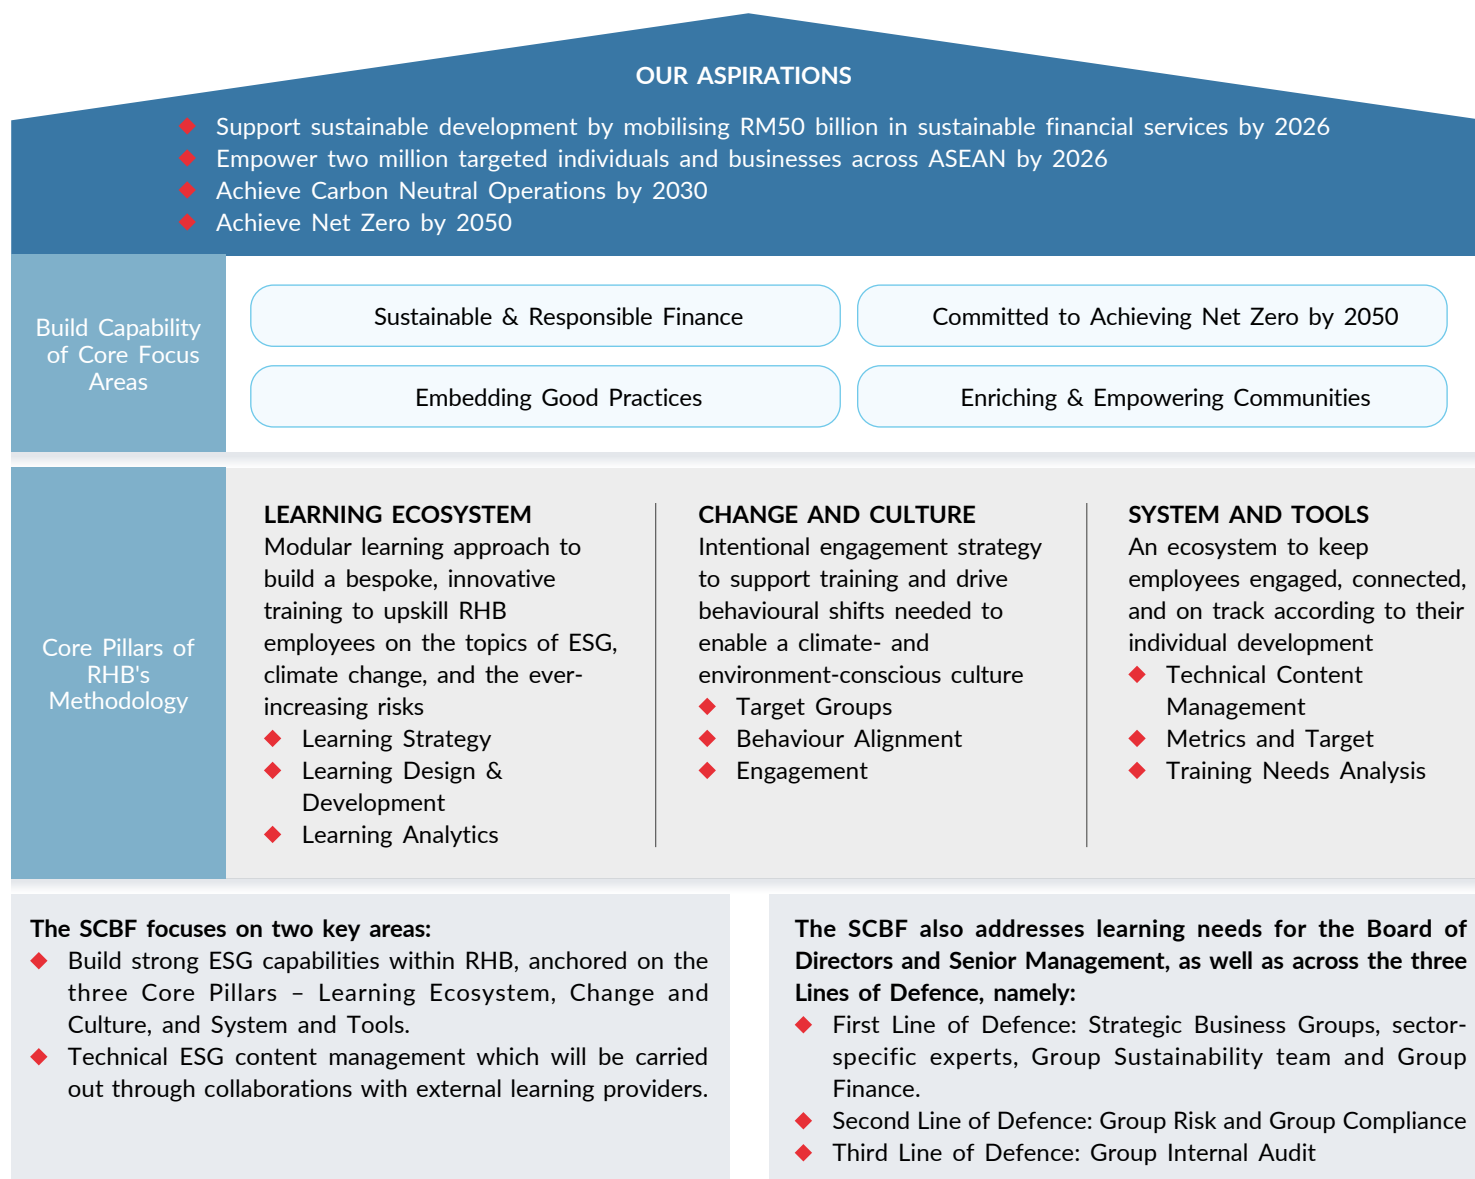 OUR ASPIRATIONS
Support sustainable development by mobilising RM50 billion in sustainable financial services by 2026
Empower two million targeted individuals and businesses across ASEAN by 2026
Achieve Carbon Neutral Operations by 2030
Achieve Net Zero by 2050
Build Capability
of Core Focus
Areas
Sustainable & Responsible Finance
Committed to Achieving Net Zero by 2050
Embedding Good Practices
Enriching & Empowering Communities
Core Pillars of
RHB's
Methodology
LEARNING ECOSYSTEM
Modular learning approach to
build a bespoke, innovative
training to upskill RHB
employees on the topics of ESG,
climate change, and the ever-
increasing risks
Learning Strategy
Learning Design &
Development
Learning Analytics
CHANGE AND CULTURE
Intentional engagement strategy
to support training and drive
behavioural shifts needed to
enable a climate- and
environment-conscious culture
Target Groups
Behaviour Alignment
Engagement
SYSTEM AND TOOLS
An ecosystem to keep
employees engaged, connected,
and on track according to their
individual development
Technical Content
Management
Metrics and Target
Training Needs Analysis
The SCBF focuses on two key areas:
Build strong ESG capabilities within RHB, anchored on the
three Core Pillars – Learning Ecosystem, Change and
Culture, and System and Tools.
Technical ESG content management which will be carried
out through collaborations with external learning providers.
The SCBF also addresses learning needs for the Board of
Directors and Senior Management, as well as across the three
Lines of Defence, namely:
First Line of Defence: Strategic Business Groups, sector-
specific experts, Group Sustainability team and Group
Finance.
Second Line of Defence: Group Risk and Group Compliance
Third Line of Defence: Group Internal Audit